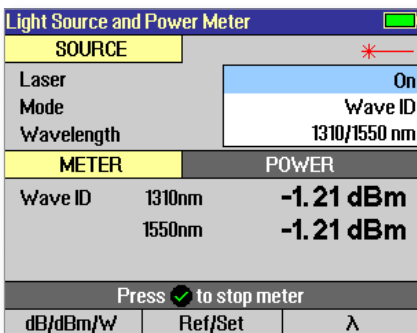 Light Source and Power Meter
SOURCE
Laser On
Mode Wave ID
Wavelength 1310/1550 nm
METER POWER
Wave ID 1310nm -1.21 dBm
1550nm -1.21 dBm
Press to stop meter
dB/dBm/W Ref/Set λ